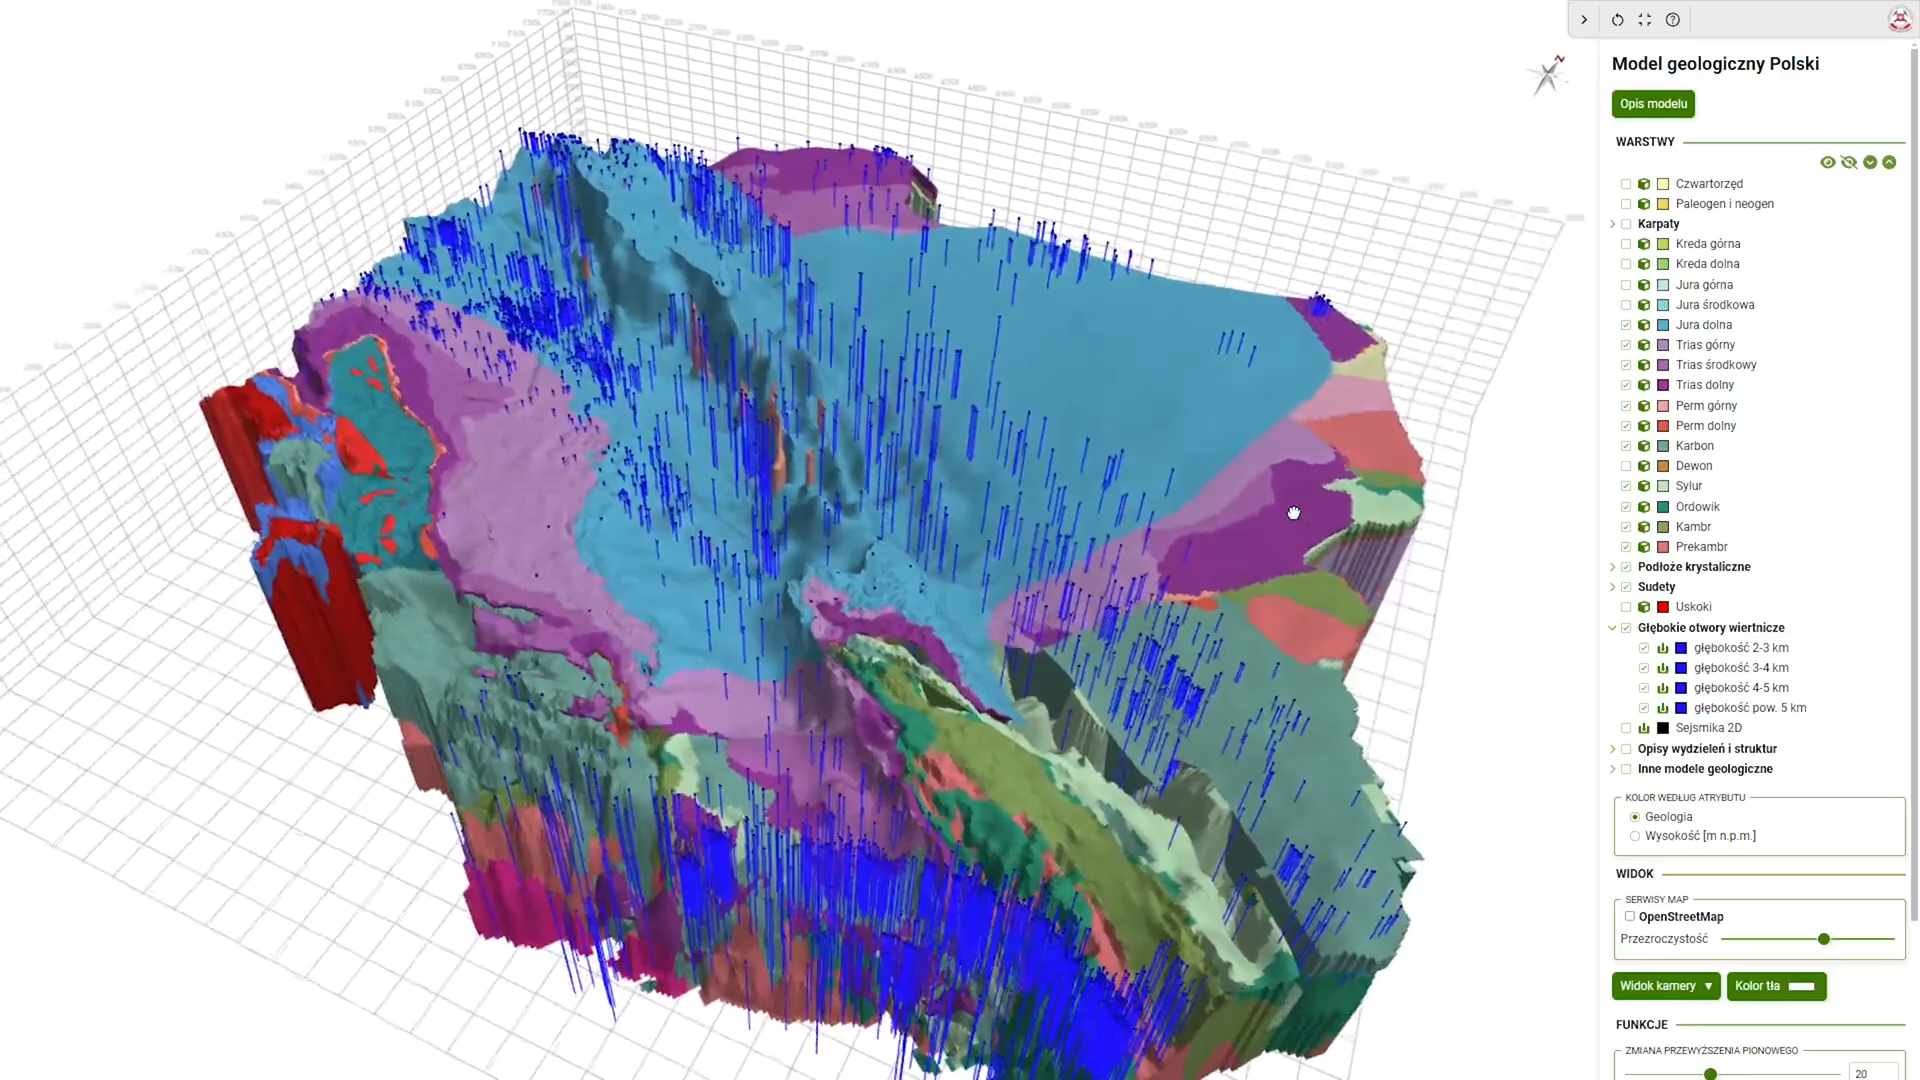 N
Model geologiczny Polski
Opis modelu
WARSTWY
Czwartorzęd
Paleogen i neogen
Karpaty
Kreda górna
Kreda dolna
Jura górna
Jura środkowa
Jura dolna
Trias górny
Trias środkowy
Trias dolny
Perm górny
Perm dolny
Karbon
Dewon
Sylur
Ordowik
Kambr
Prekambr
Podłoże krystaliczne
Sudety
Uskoki
Głębokie otwory wiertnicze
głębokość 2-3 km
głębokość 3-4 km
głębokość 4-5 km
głębokość pow. 5 km
Sejsmika 2D
Opisy wydzieleń i struktur
Inne modele geologiczne
KOLOR WEDŁUG ATRYBUTU
Geologia
Wysokość [m n.p.m.]
WIDOK
SERWISY MAP
OpenStreetMap
Przezroczystość
Widok kamery ▼
Kolor tła
FUNKCJE
ZMIANA PRZEWYŻSZENIA PIONOWEGO
20